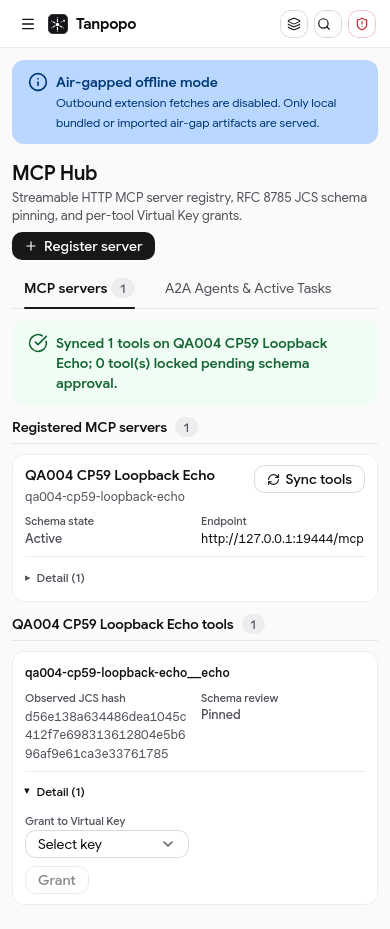 Tanpopo
Air-gapped offline mode
Outbound extension fetches are disabled. Only local
bundled or imported air-gap artifacts are served.
MCP Hub
Streamable HTTP MCP server registry, RFC 8785 JCS schema
pinning, and per-tool Virtual Key grants.
Register server
MCP servers 1 A2A Agents & Active Tasks
Synced 1 tools on QA004 CP59 Loopback
Echo; 0 tool(s) locked pending schema
approval.
Registered MCP servers 1
QA004 CP59 Loopback Echo
Sync tools
qa004-cp59-loopback-echo
Schema state Endpoint
Active http://127.0.0.1:19444/mcp
Detail (1)
QA004 CP59 Loopback Echo tools 1
qa004-cp59-loopback-echo__echo
Observed JCS hash Schema review
d56e138a634486dea1045c Pinned
412f7e698313612804e5b6
96af9e61ca3e33761785
Detail (1)
Grant to Virtual Key
Select key
Grant